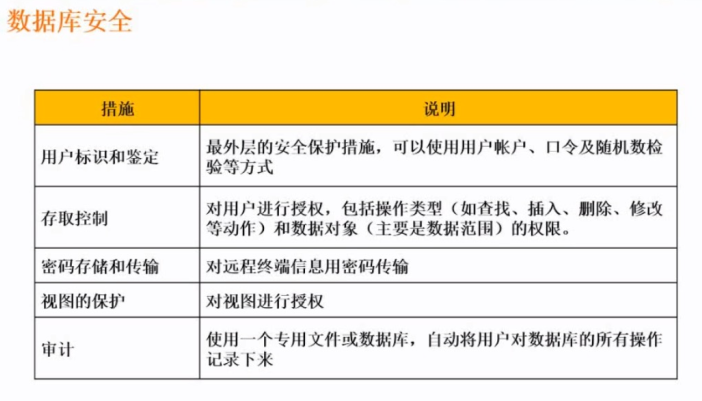 数据库安全
措施
说明
用户标识和鉴定
最外层的安全保护措施，可以使用用户帐户、口令及随机数检
验等方式
存取控制
对用户进行授权，包括操作类型（如查找、插入、删除、修改
等动作）和数据对象（主要是数据范围）的权限。
密码存储和传输
对远程终端信息用密码传输
视图的保护
对视图进行授权
审计
使用一个专用文件或数据库，自动将用户对数据库的所有操作
记录下来